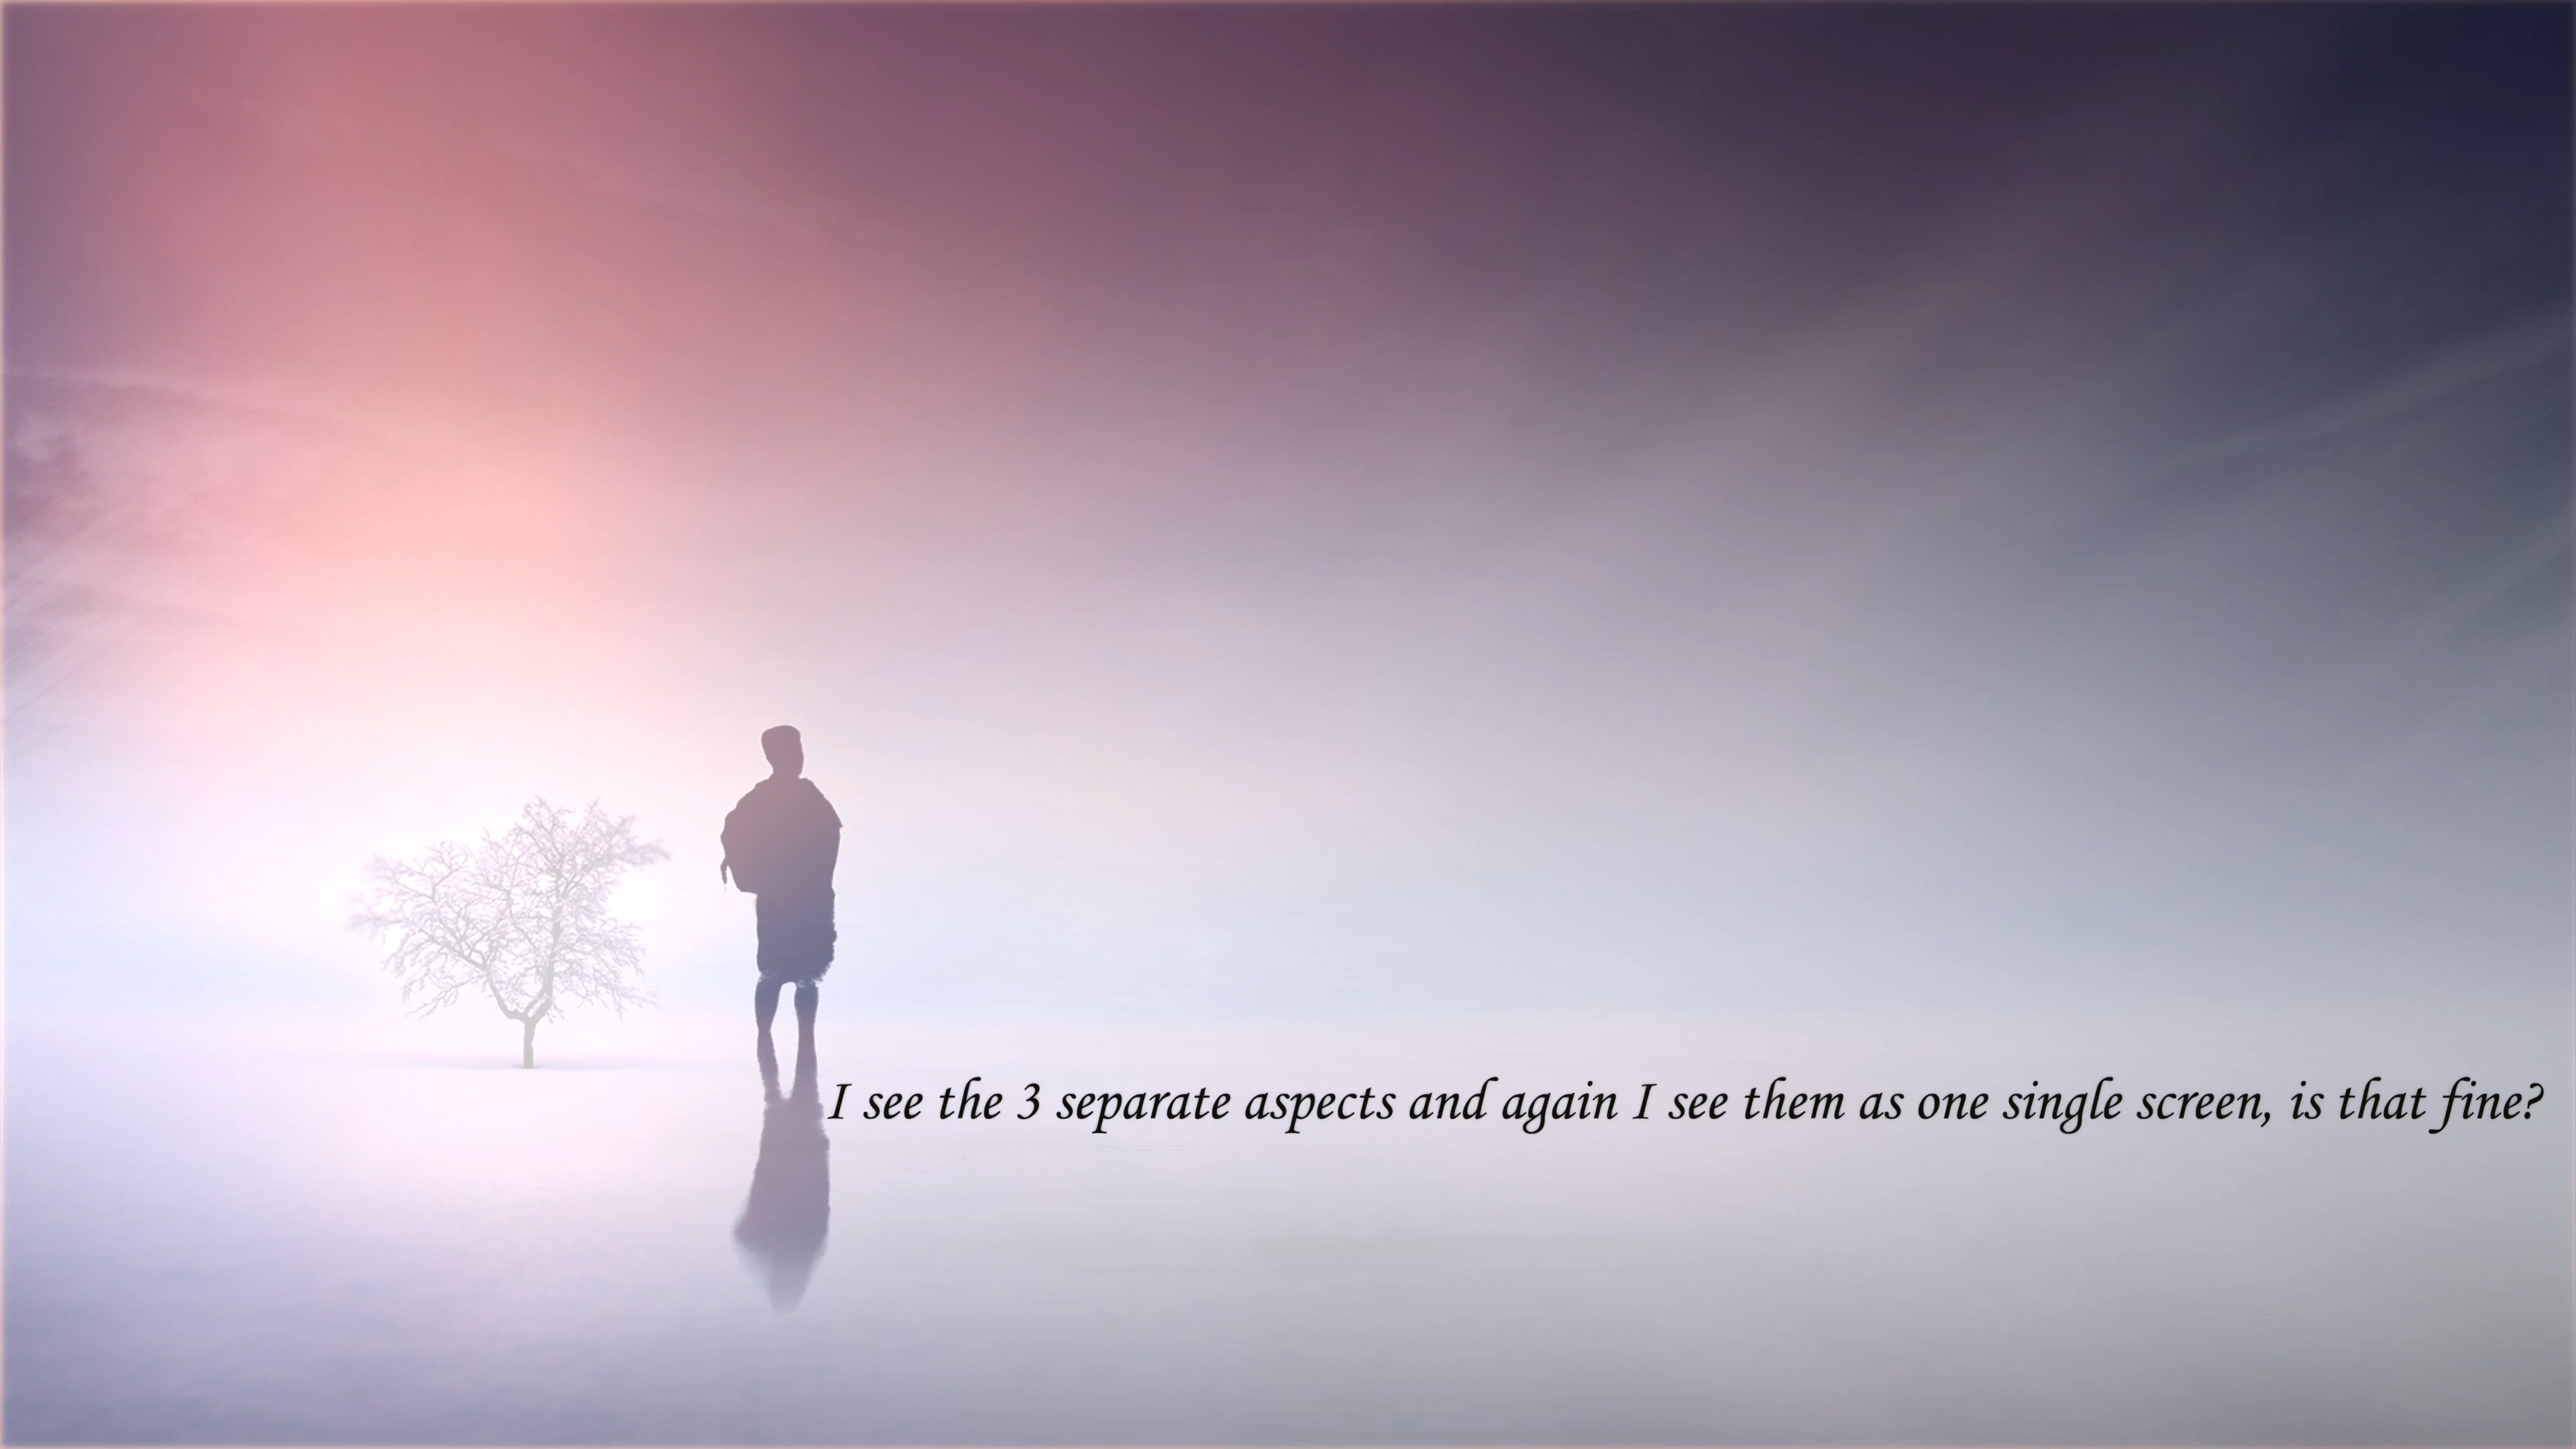 I see the 3 separate aspects and again I see them as one single screen, is that fine?